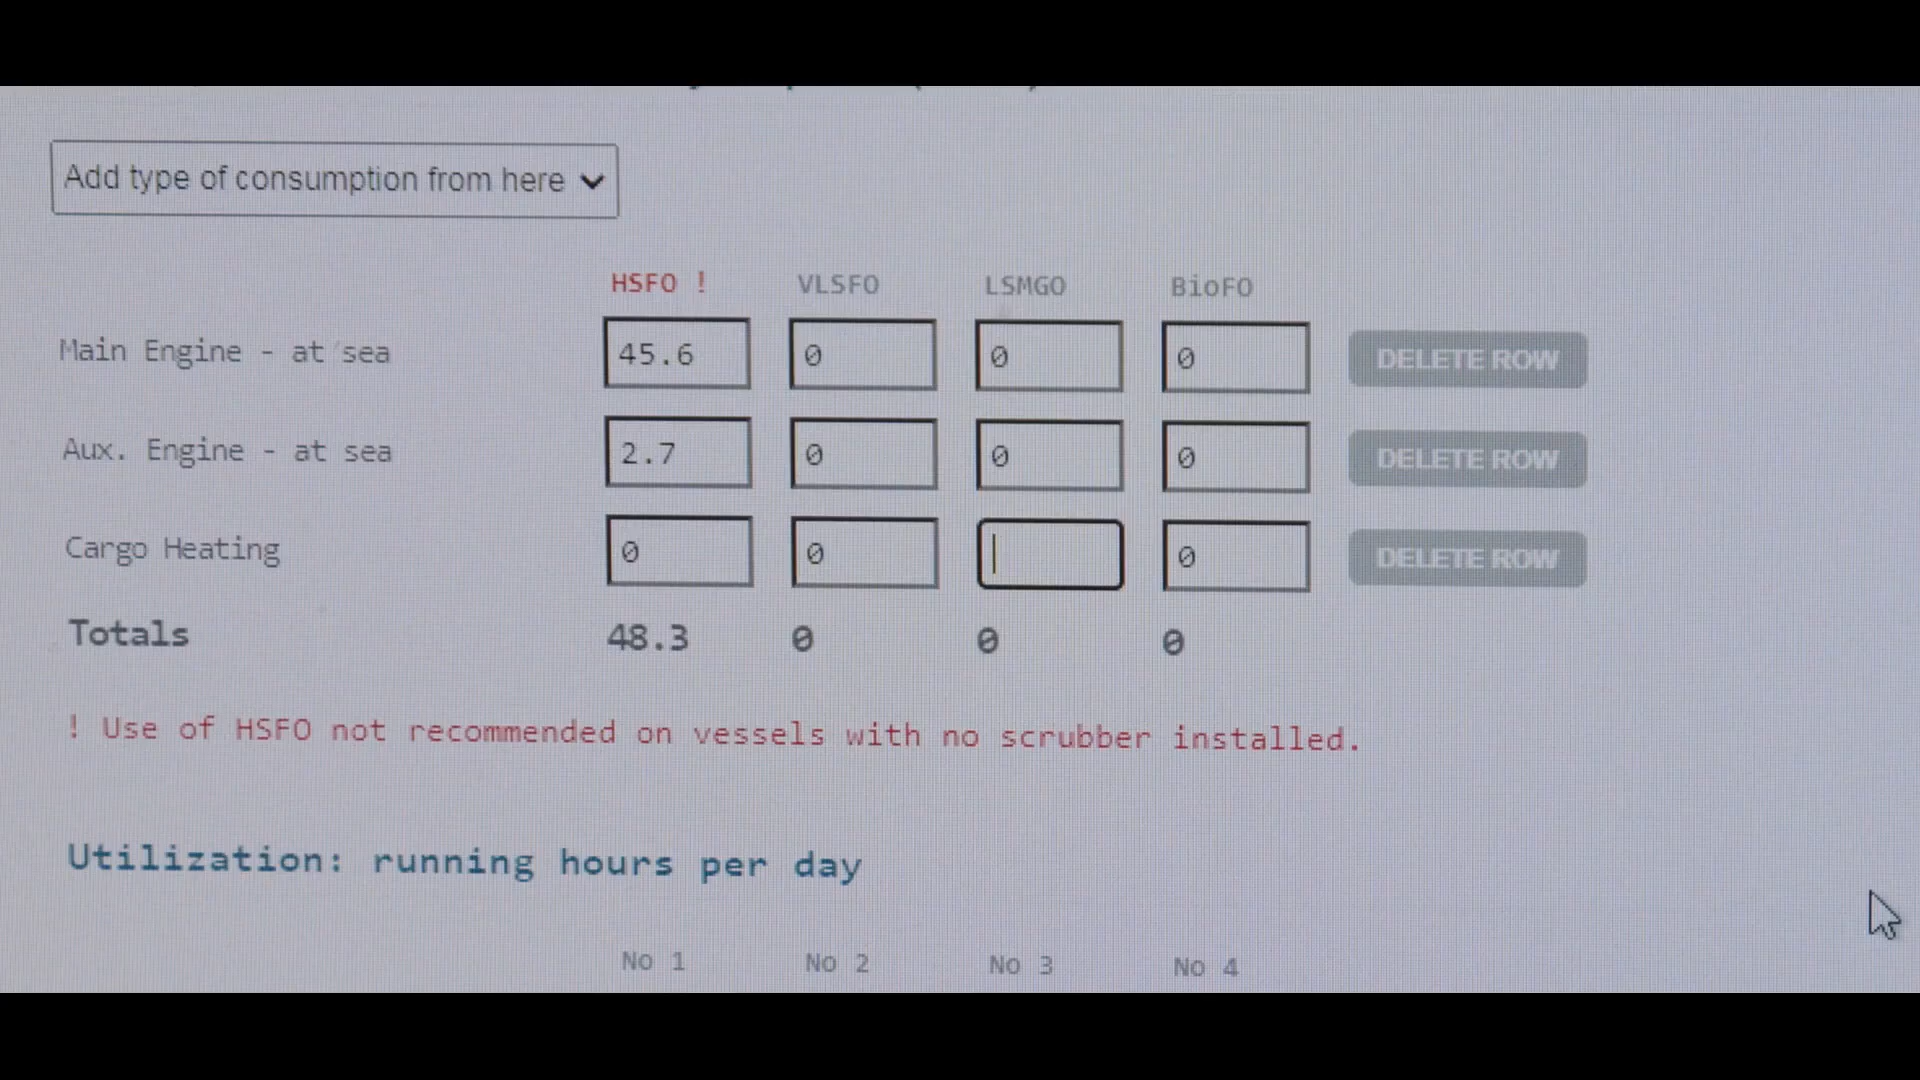 Add type of consumption from here
HSFO ! VLSFO LSMGO BioFO
Main Engine - at sea 45.6 0 0 0 DELETE ROW
Aux. Engine - at sea 2.7 0 0 0 DELETE ROW
Cargo Heating 0 0 0 DELETE ROW
Totals 48.3 0 0 0
! Use of HSFO not recommended on vessels with no scrubber installed.
Utilization: running hours per day
No 1 No 2 No 3 No 4